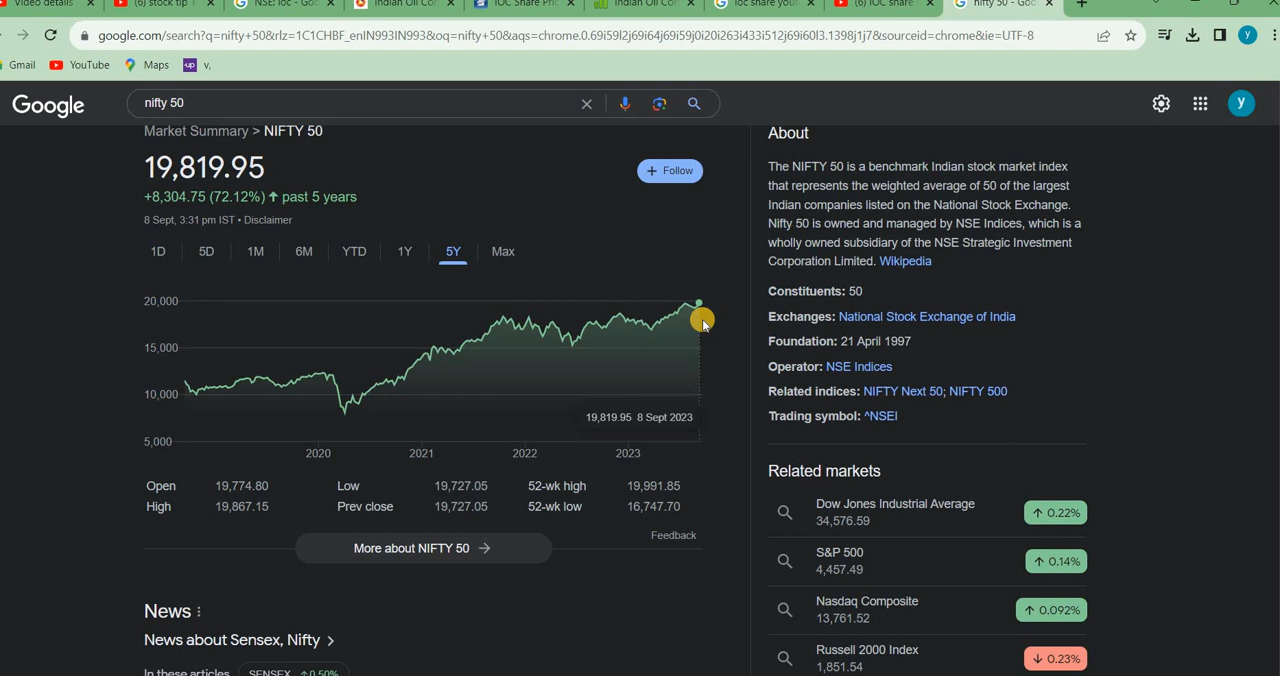 Video details -
(6) stock tip
NSE: ioc - Goo
Indian Oil Cor
IOC Share Pric
Indian Oil Cor
ioc share yout
(6) IOC share
nifty 50 - Goo
google.com/search?q=nifty+50&rlz=1C1CHBF_enIN993IN993&oq=nifty+50&aqs=chrome.0.69i59l2j69i64j69i59j0i20i263i433i512j69i60l3.1398j1j7&sourceid=chrome&ie=UTF-8
y
Gmail
YouTube
Maps
up v,
Google
nifty 50
y
Market Summary > NIFTY 50
19,819.95
+ Follow
+8,304.75 (72.12%) ↑ past 5 years
8 Sept, 3:31 pm IST • Disclaimer
1D 5D 1M 6M YTD 1Y 5Y Max
20,000
15,000
10,000
5,000
19,819.95 8 Sept 2023
2020 2021 2022 2023
Open 19,774.80 Low 19,727.05 52-wk high 19,991.85
High 19,867.15 Prev close 19,727.05 52-wk low 16,747.70
Feedback
More about NIFTY 50 →
News
News about Sensex, Nifty >
In these articles SENSEX ↑0.50%
About
The NIFTY 50 is a benchmark Indian stock market index
that represents the weighted average of 50 of the largest
Indian companies listed on the National Stock Exchange.
Nifty 50 is owned and managed by NSE Indices, which is a
wholly owned subsidiary of the NSE Strategic Investment
Corporation Limited. Wikipedia
Constituents: 50
Exchanges: National Stock Exchange of India
Foundation: 21 April 1997
Operator: NSE Indices
Related indices: NIFTY Next 50; NIFTY 500
Trading symbol: ^NSEI
Related markets
Dow Jones Industrial Average
34,576.59
↑ 0.22%
S&P 500
4,457.49
↑ 0.14%
Nasdaq Composite
13,761.52
↑ 0.092%
Russell 2000 Index
1,851.54
↓ 0.23%